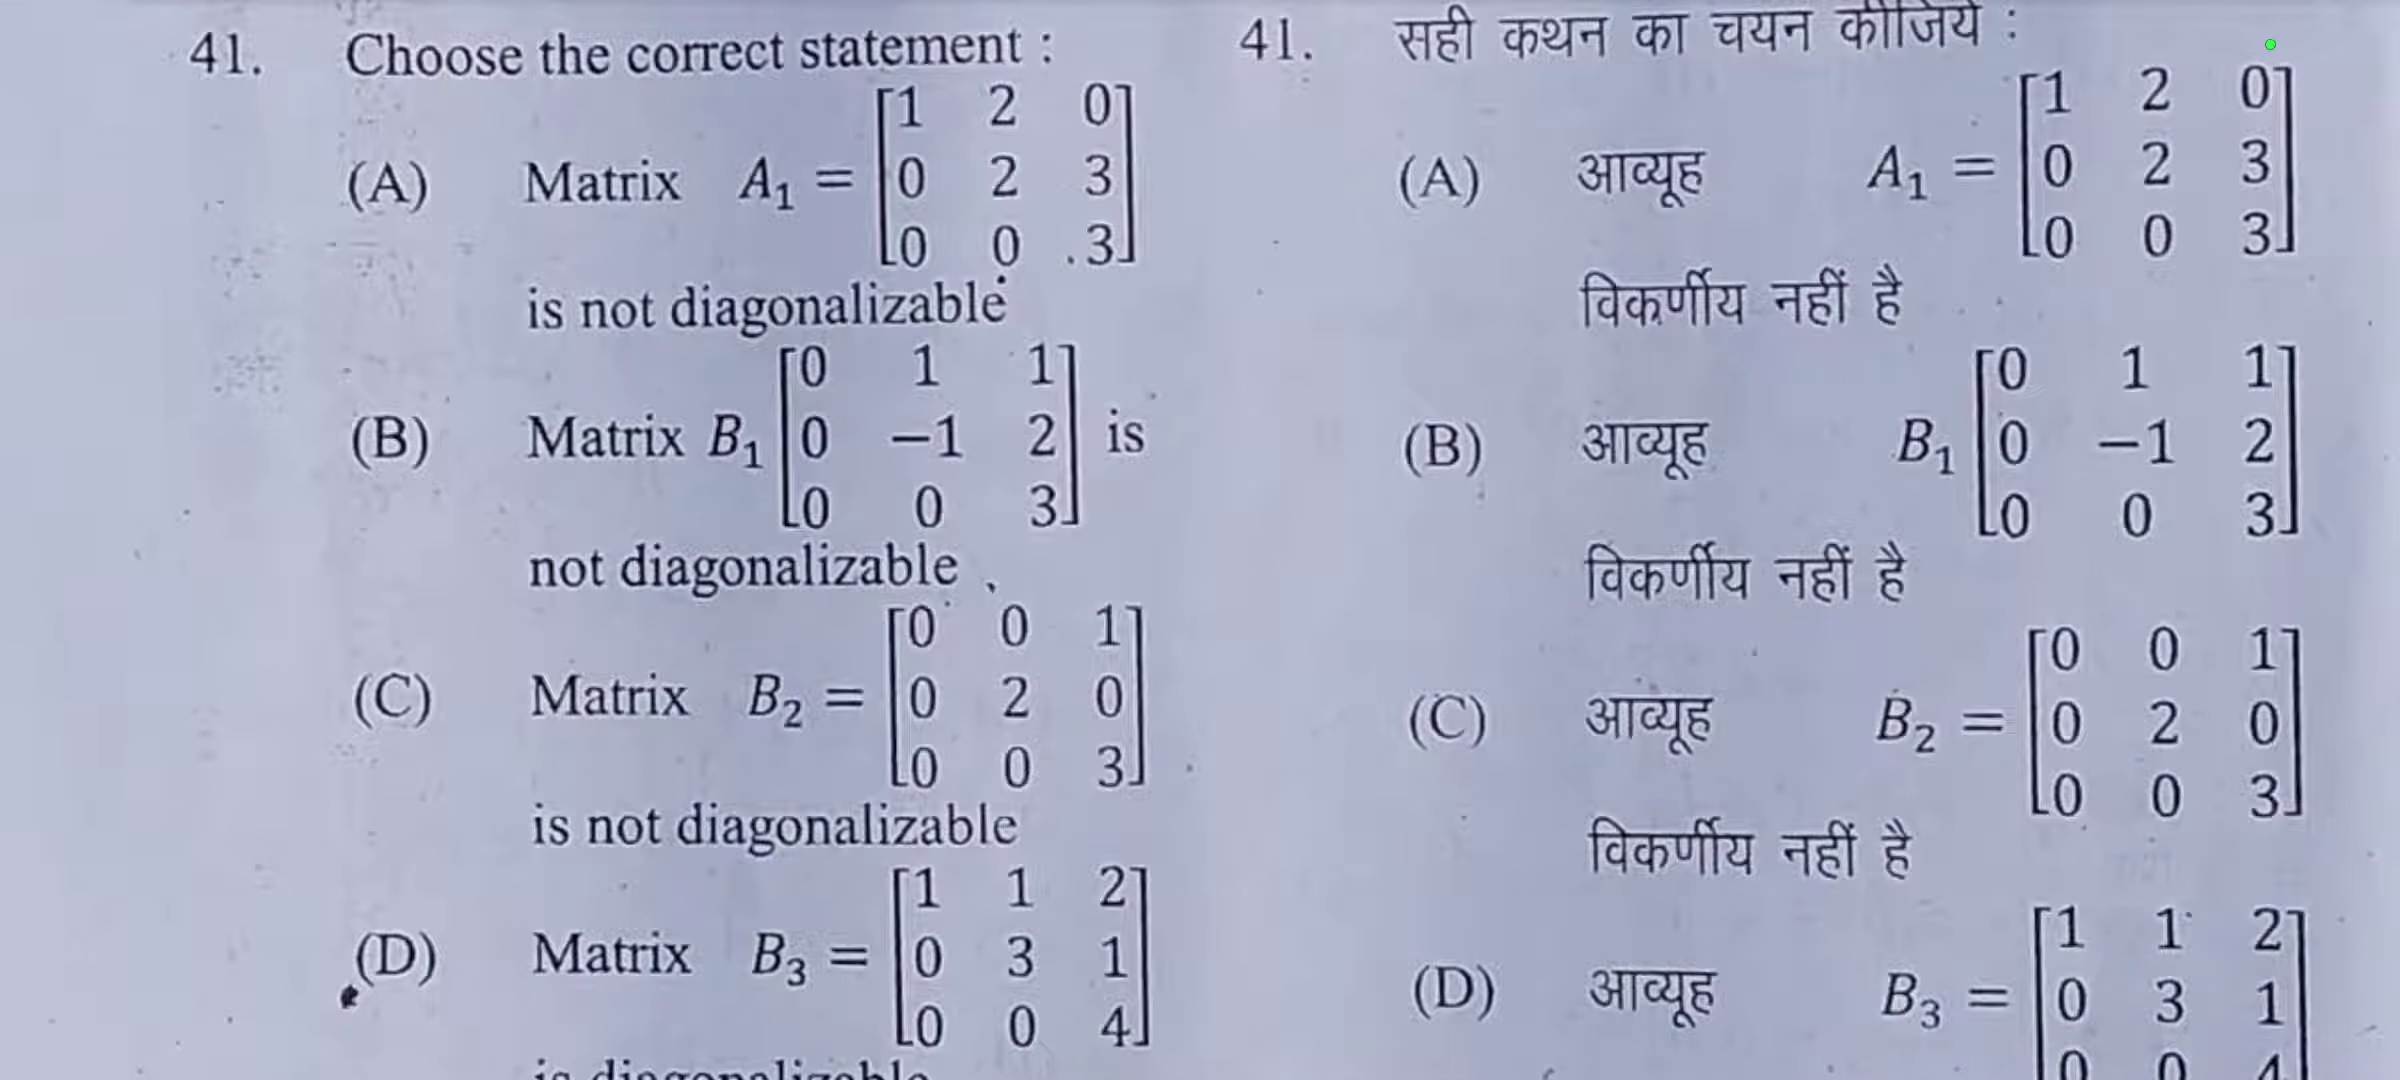 41. Choose the correct statement :
(A) Matrix A₁ = [1 2 0
0 2 3
0 0 3]
is not diagonalizable
(B) Matrix B₁ [0 1 1
0 −1 2
0 0 3] is
not diagonalizable
(C) Matrix B₂ = [0 0 1
0 2 0
0 0 3]
is not diagonalizable
(D) Matrix B₃ = [1 1 2
0 3 1
0 0 4]
is diagonalizable
41. सही कथन का चयन कीजिये :
(A) आव्यूह A₁ = [1 2 0
0 2 3
0 0 3]
विकर्णीय नहीं है
(B) आव्यूह B₁ [0 1 1
0 −1 2
0 0 3]
विकर्णीय नहीं है
(C) आव्यूह B₂ = [0 0 1
0 2 0
0 0 3]
विकर्णीय नहीं है
(D) आव्यूह B₃ = [1 1 2
0 3 1
0 0 4]